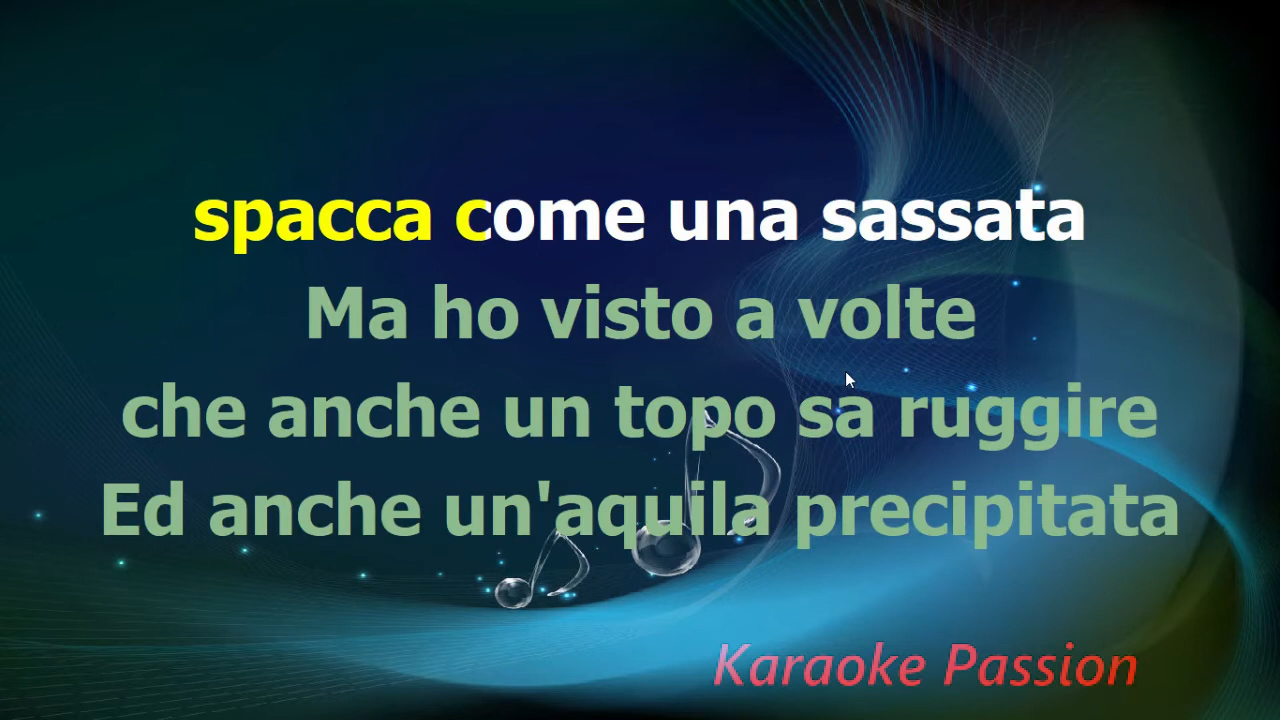 spacca come una sassata
Ma ho visto a volte
che anche un topo sa ruggire
Ed anche un'aquila precipitata
Karaoke Passion